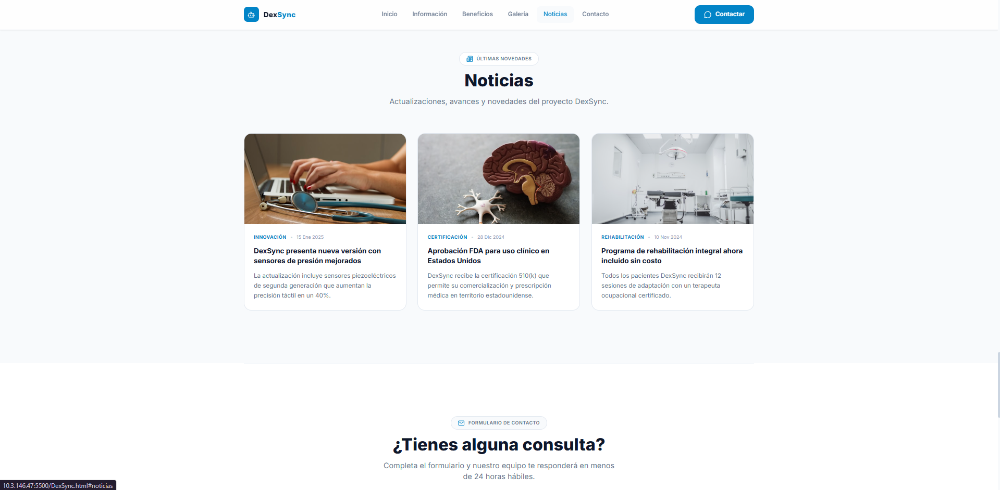 DexSync
Inicio
Información
Beneficios
Galería
Noticias
Contacto
Contactar
ÚLTIMAS NOVEDADES
Noticias
Actualizaciones, avances y novedades del proyecto DexSync.
INNOVACIÓN • 15 Ene 2025
DexSync presenta nueva versión con
sensores de presión mejorados
La actualización incluye sensores piezoeléctricos
de segunda generación que aumentan la
precisión táctil en un 40%.
CERTIFICACIÓN • 28 Dic 2024
Aprobación FDA para uso clínico en
Estados Unidos
DexSync recibe la certificación 510(k) que
permite su comercialización y prescripción
médica en territorio estadounidense.
REHABILITACIÓN • 10 Nov 2024
Programa de rehabilitación integral ahora
incluido sin costo
Todos los pacientes DexSync recibirán 12
sesiones de adaptación con un terapeuta
ocupacional certificado.
FORMULARIO DE CONTACTO
¿Tienes alguna consulta?
Completa el formulario y nuestro equipo te responderá en menos
de 24 horas hábiles.
10.3.146.47:5500/DexSync.html#noticias